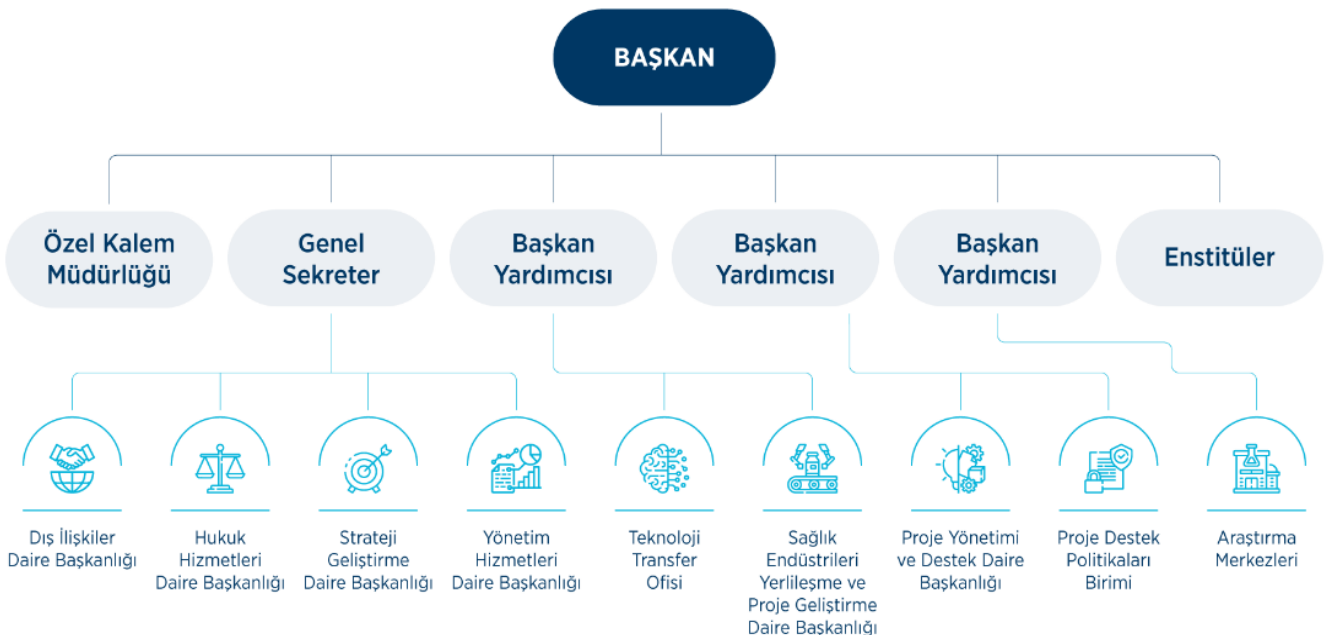 BAŞKAN
Özel Kalem
Müdürlüğü
Genel
Sekreter
Başkan
Yardımcısı
Başkan
Yardımcısı
Başkan
Yardımcısı
Enstitüler
Dış İlişkiler
Daire Başkanlığı
Hukuk
Hizmetleri
Daire Başkanlığı
Strateji
Geliştirme
Daire Başkanlığı
Yönetim
Hizmetleri
Daire Başkanlığı
Teknoloji
Transfer
Ofisi
Sağlık
Endüstrileri
Yerlileşme ve
Proje Geliştirme
Daire Başkanlığı
Proje Yönetimi
ve Destek Daire
Başkanlığı
Proje Destek
Politikaları
Birimi
Araştırma
Merkezleri